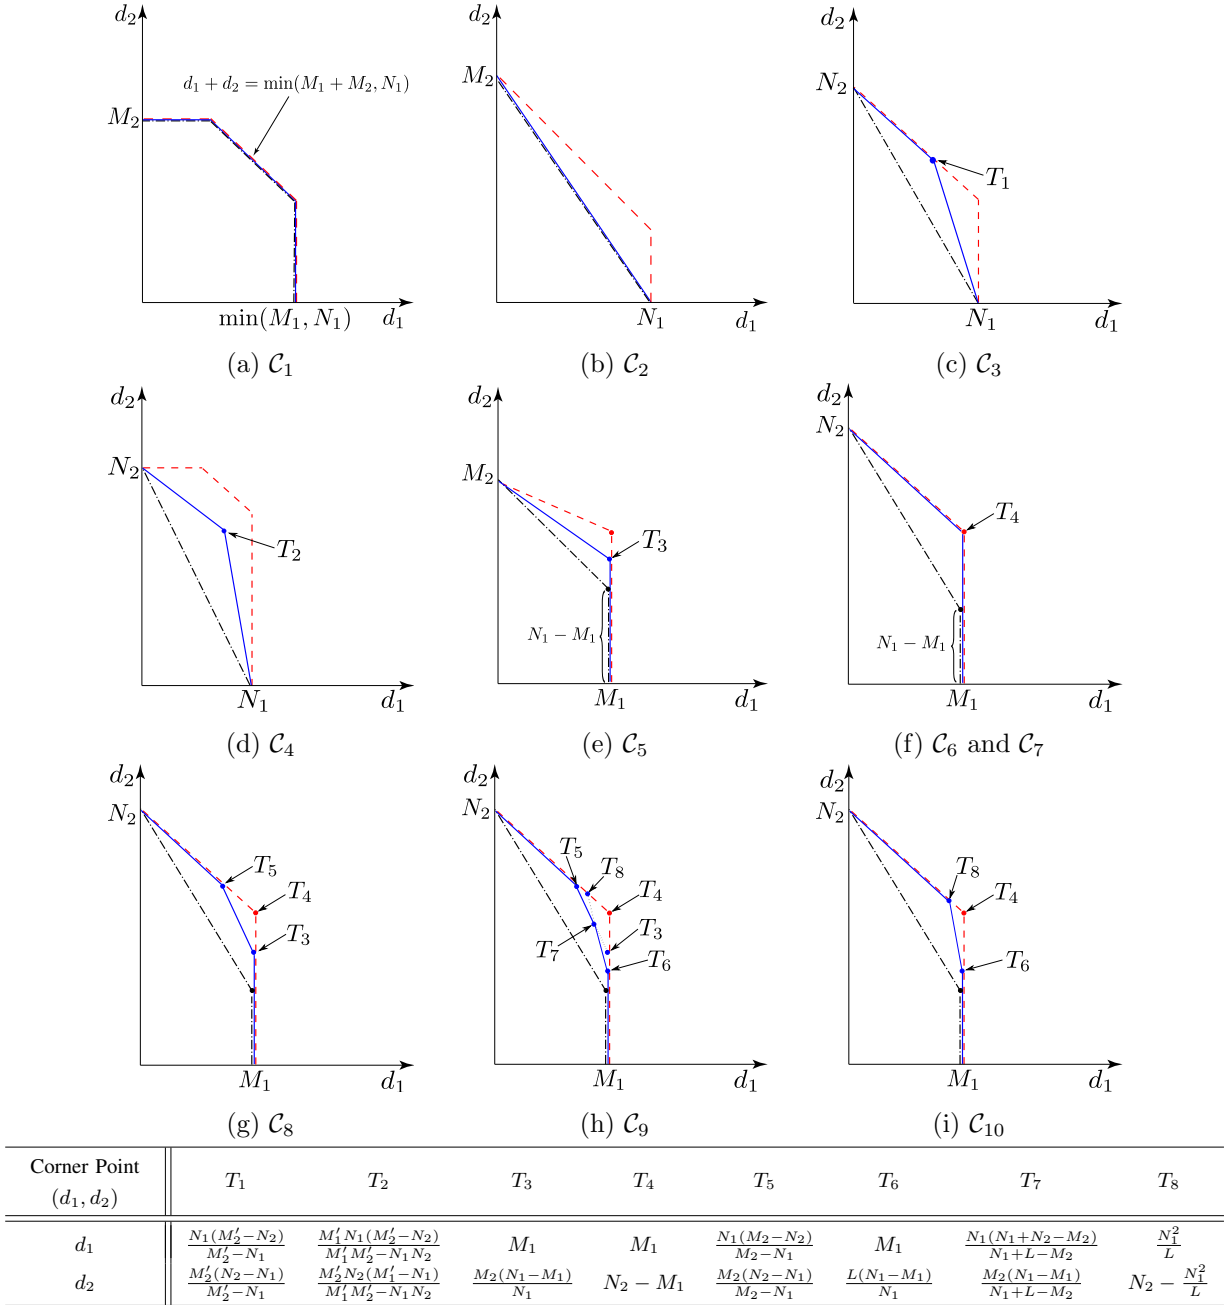 d₂
d₁ + d₂ = min(M₁ + M₂, N₁)
M₂
min(M₁, N₁)
d₁
(a) 𝒞₁
d₂
M₂
N₁
d₁
(b) 𝒞₂
d₂
N₂
T₁
N₁
d₁
(c) 𝒞₃
d₂
N₂
T₂
N₁
d₁
(d) 𝒞₄
d₂
M₂
T₃
N₁ − M₁
M₁
d₁
(e) 𝒞₅
d₂
N₂
T₄
N₁ − M₁
M₁
d₁
(f) 𝒞₆ and 𝒞₇
d₂
N₂
T₅
T₄
T₃
M₁
d₁
(g) 𝒞₈
d₂
N₂
T₅
T₈
T₄
T₇
T₃
T₆
M₁
d₁
(h) 𝒞₉
d₂
N₂
T₈
T₄
T₆
M₁
d₁
(i) 𝒞₁₀
Corner Point (d₁, d₂) T₁ T₂ T₃ T₄ T₅ T₆ T₇ T₈
d₁ N₁(M₂′−N₂)/(M₂′−N₁) M₁′N₁(M₂′−N₂)/(M₁′M₂′−N₁N₂) M₁ M₁ N₁(M₂−N₂)/(M₂−N₁) M₁ N₁(N₁+N₂−M₂)/(N₁+L−M₂) N₁²/L
d₂ M₂′(N₂−N₁)/(M₂′−N₁) M₂′N₂(M₁′−N₁)/(M₁′M₂′−N₁N₂) M₂(N₁−M₁)/N₁ N₂ − M₁ M₂(N₂−N₁)/(M₂−N₁) L(N₁−M₁)/N₁ M₂(N₁−M₁)/(N₁+L−M₂) N₂ − N₁²/L